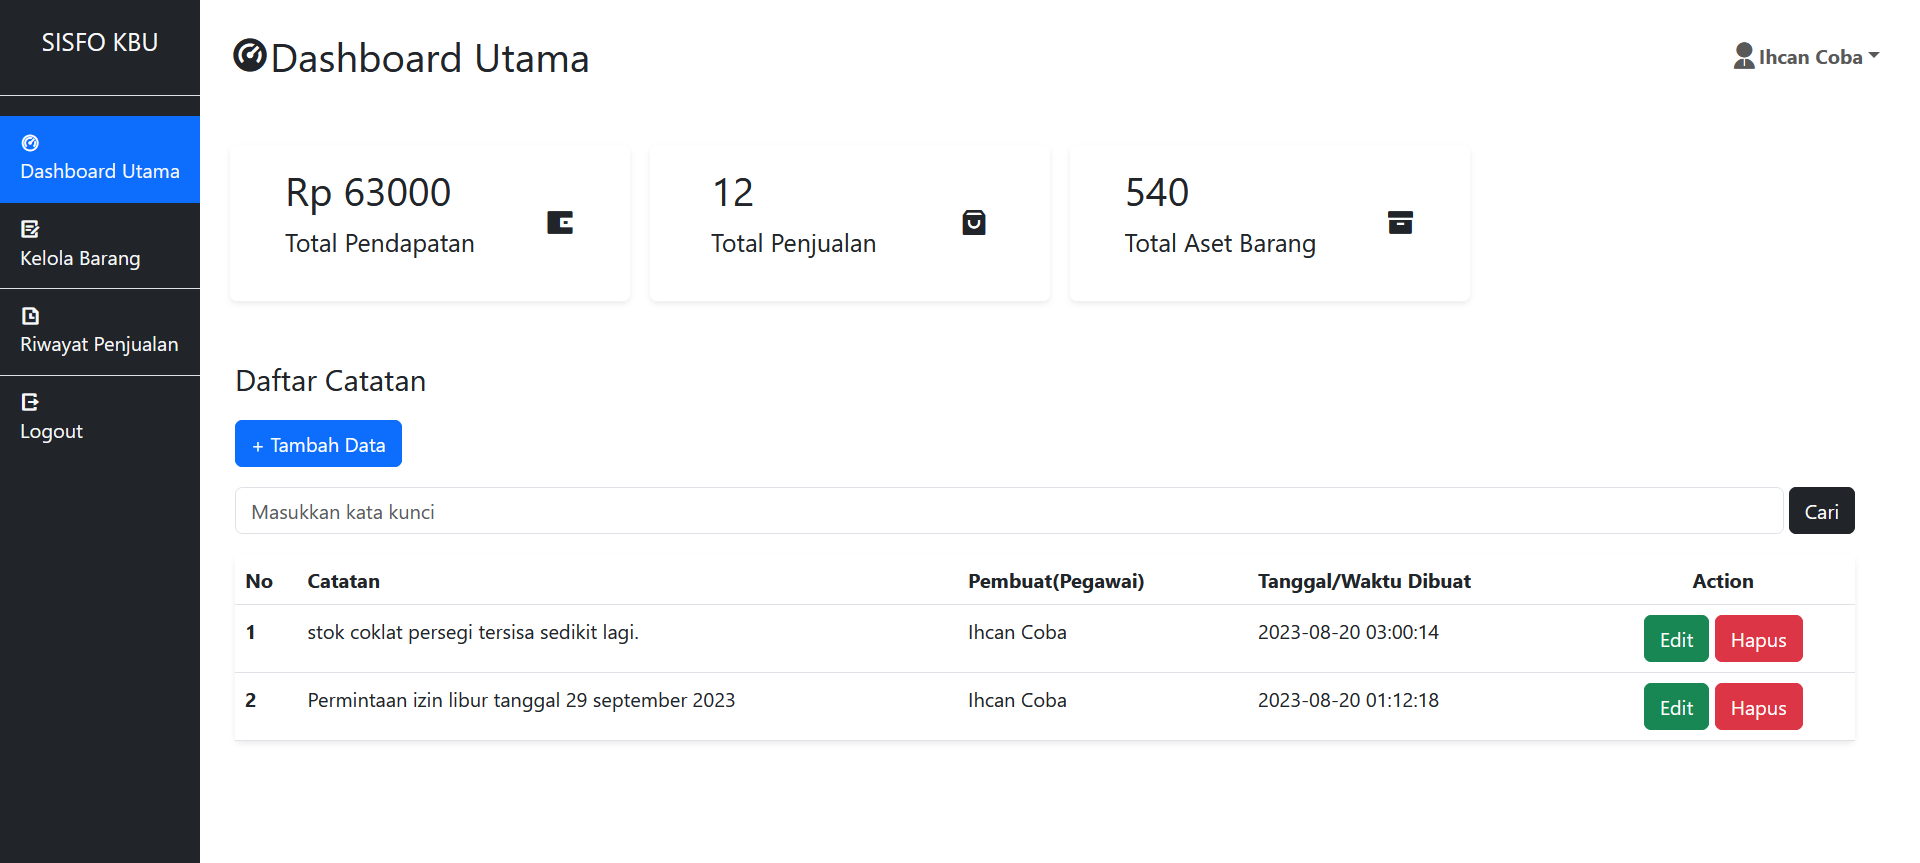 SISFO KBU
Dashboard Utama
Kelola Barang
Riwayat Penjualan
Logout
Dashboard Utama
Ihcan Coba
Rp 63000
Total Pendapatan
12
Total Penjualan
540
Total Aset Barang
Daftar Catatan
+ Tambah Data
Masukkan kata kunci
Cari
No Catatan Pembuat(Pegawai) Tanggal/Waktu Dibuat Action
1 stok coklat persegi tersisa sedikit lagi. Ihcan Coba 2023-08-20 03:00:14 Edit Hapus
2 Permintaan izin libur tanggal 29 september 2023 Ihcan Coba 2023-08-20 01:12:18 Edit Hapus